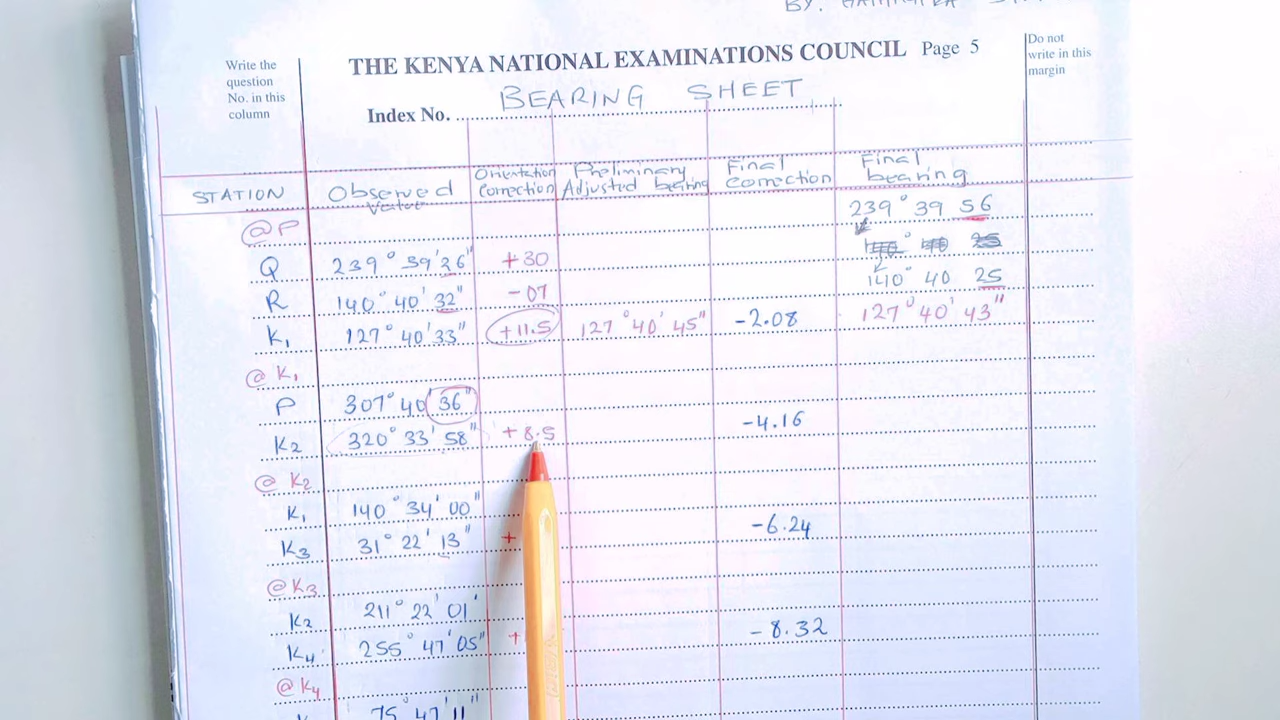 BY.
Write the
question
No. in this
column
THE KENYA NATIONAL EXAMINATIONS COUNCIL Page 5
Do not
write in this
margin
BEARING SHEET
Index No.
STATION Observed Value Orientation correction Preliminary Adjusted bearing Final correction Final bearing
@P 239° 39 56
Q 239° 39' 26" +30
R 140° 40' 32" -07 140° 40 25
K₁ 127° 40' 33" +11.5 127° 40' 45" -2.08 127° 40' 43"
@ K₁
P 307° 40 36"
K₂ 320° 33' 58" +8.5 -4.16
@ K₂
K₁ 140° 34' 00"
K₃ 31° 22' 13" + -6.24
@K₃
K₂ 211° 22' 01'
K₄ 255° 47' 05" + -8.32
@K₄
75° 47' 11"